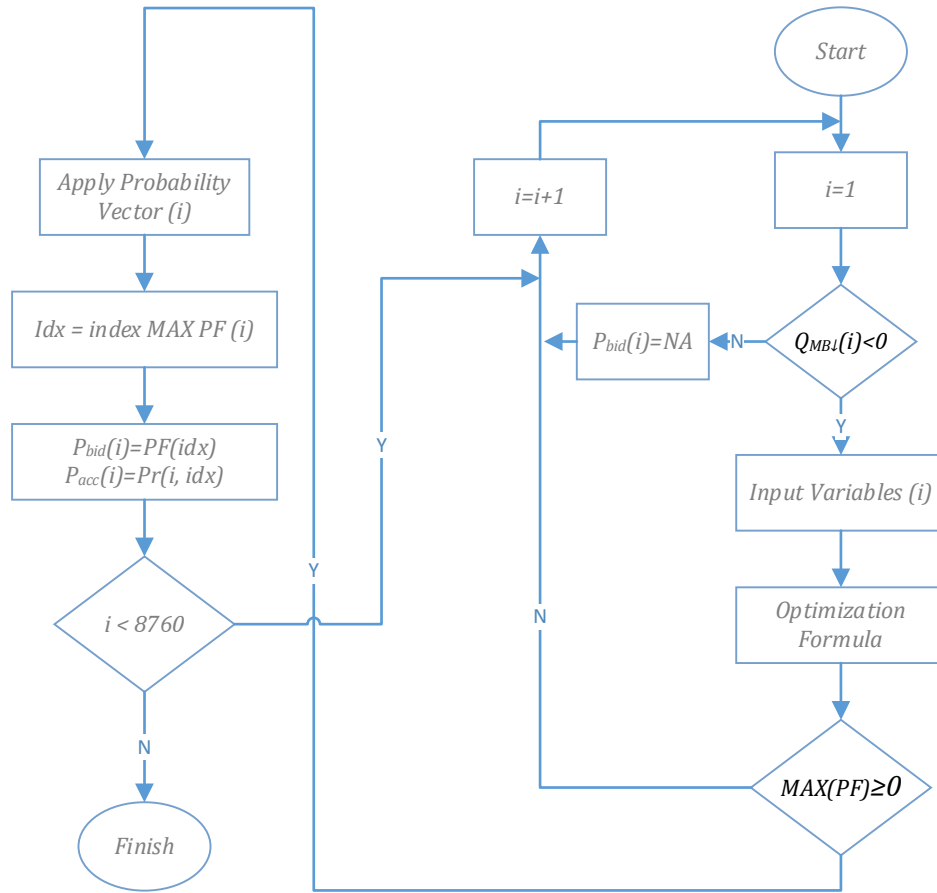 Start
i=1
Q_MB↓(i)<0
N
P_bid(i)=NA
i=i+1
Y
Input Variables (i)
Optimization
Formula
MAX(PF)≥0
N
Y
Apply Probability
Vector (i)
Idx = index MAX PF (i)
P_bid(i)=PF(idx)
P_acc(i)=Pr(i, idx)
i < 8760
Y
N
Finish